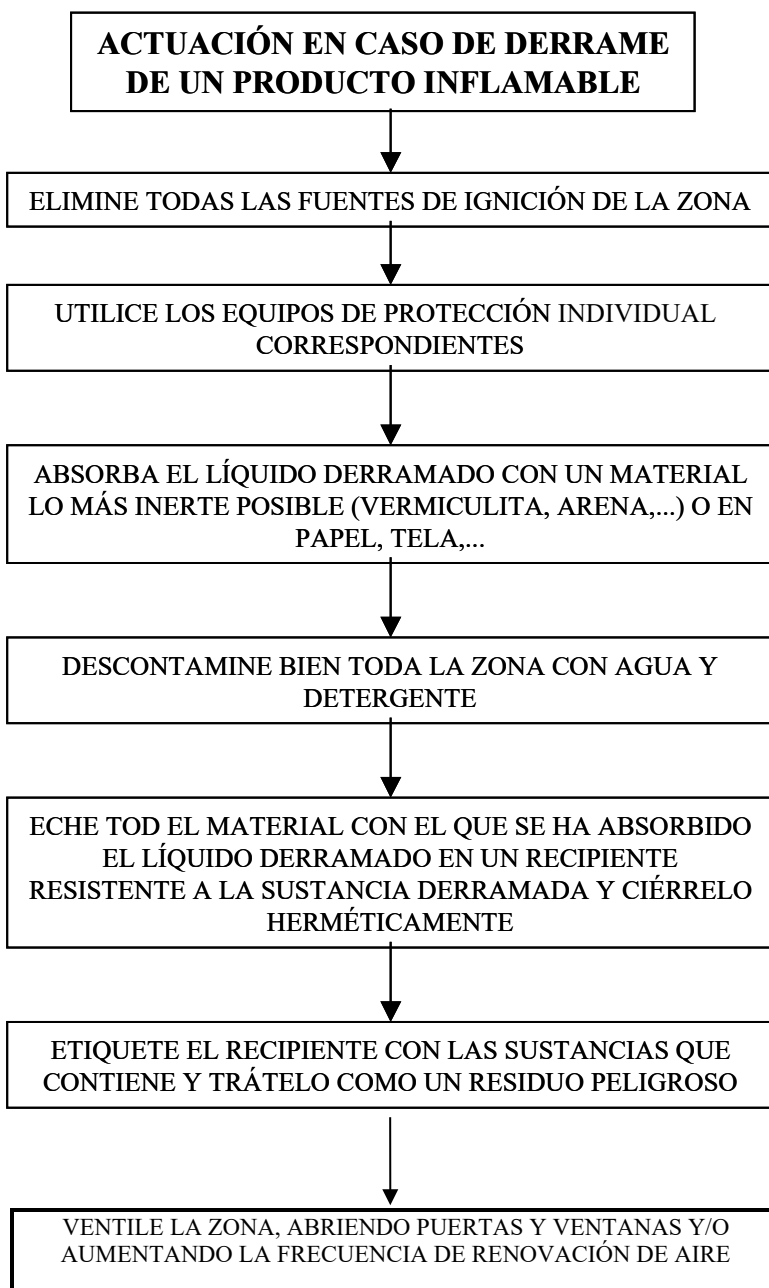 ACTUACIÓN EN CASO DE DERRAME
DE UN PRODUCTO INFLAMABLE
ELIMINE TODAS LAS FUENTES DE IGNICIÓN DE LA ZONA
UTILICE LOS EQUIPOS DE PROTECCIÓN INDIVIDUAL
CORRESPONDIENTES
ABSORBA EL LÍQUIDO DERRAMADO CON UN MATERIAL
LO MÁS INERTE POSIBLE (VERMICULITA, ARENA,...) O EN
PAPEL, TELA,...
DESCONTAMINE BIEN TODA LA ZONA CON AGUA Y
DETERGENTE
ECHE TOD EL MATERIAL CON EL QUE SE HA ABSORBIDO
EL LÍQUIDO DERRAMADO EN UN RECIPIENTE
RESISTENTE A LA SUSTANCIA DERRAMADA Y CIÉRRELO
HERMÉTICAMENTE
ETIQUETE EL RECIPIENTE CON LAS SUSTANCIAS QUE
CONTIENE Y TRÁTELO COMO UN RESIDUO PELIGROSO
VENTILE LA ZONA, ABRIENDO PUERTAS Y VENTANAS Y/O
AUMENTANDO LA FRECUENCIA DE RENOVACIÓN DE AIRE